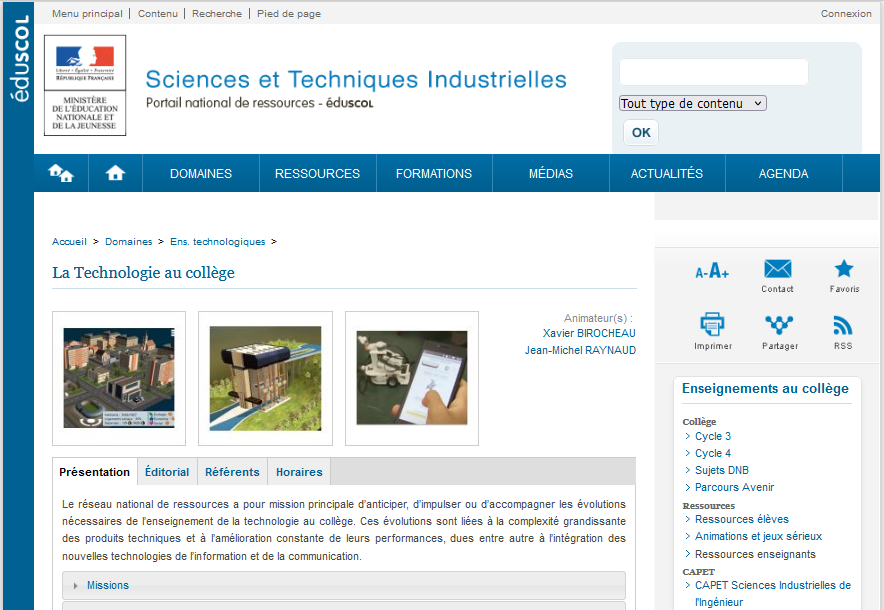 éduscol
Menu principal | Contenu | Recherche | Pied de page
Connexion
Liberté • Égalité • Fraternité
RÉPUBLIQUE FRANÇAISE
MINISTÈRE
DE L'ÉDUCATION
NATIONALE ET
DE LA JEUNESSE
Sciences et Techniques Industrielles
Portail national de ressources - éduscol
Tout type de contenu
OK
DOMAINES
RESSOURCES
FORMATIONS
MÉDIAS
ACTUALITÉS
AGENDA
Accueil > Domaines > Ens. technologiques >
La Technologie au collège
Animateur(s) :
Xavier BIROCHEAU
Jean-Michel RAYNAUD
Présentation
Éditorial
Référents
Horaires
Le réseau national de ressources a pour mission principale d'anticiper, d'impulser ou d'accompagner les évolutions
nécessaires de l'enseignement de la technologie au collège. Ces évolutions sont liées à la complexité grandissante
des produits techniques et à l'amélioration constante de leurs performances, dues entre autre à l'intégration des
nouvelles technologies de l'information et de la communication.
Missions
A-A+
Contact
Favoris
Imprimer
Partager
RSS
Enseignements au collège
Collège
> Cycle 3
> Cycle 4
> Sujets DNB
> Parcours Avenir
Ressources
> Ressources élèves
> Animations et jeux sérieux
> Ressources enseignants
CAPET
> CAPET Sciences Industrielles de
l'Ingénieur